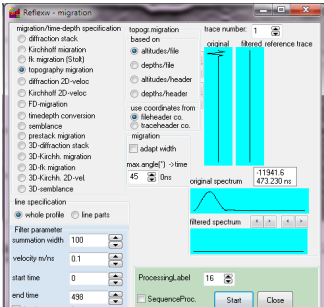 Reflexw - migration
migration/time-depth specification
diffraction stack
Kirchhoff migration
fk migration (Stolt)
topography migration
diffraction 2D-veloc
Kirchhoff 2D-veloc
FD-migration
timedepth conversion
semblance
prestack migration
3D-diffraction stack
3D-Kirchh. migration
3D-fk migration
3D-Kirchh. 2D-vel.
3D-semblance
line specification
whole profile
line parts
Filter parameter
summation width 100
velocity m/ns 0.1
start time 0
end time 498
topogr.migration
based on
altitudes/file
depths/file
altitudes/header
depths/header
use coordinates from
fileheader co.
traceheader co.
migration
adapt width
max.angle(°) ->time
45 0ns
trace number: 1
original filtered reference trace
-11941.6
473.230 ns
original spectrum
filtered spectrum
ProcessingLabel 16
SequenceProc.
Start
Close